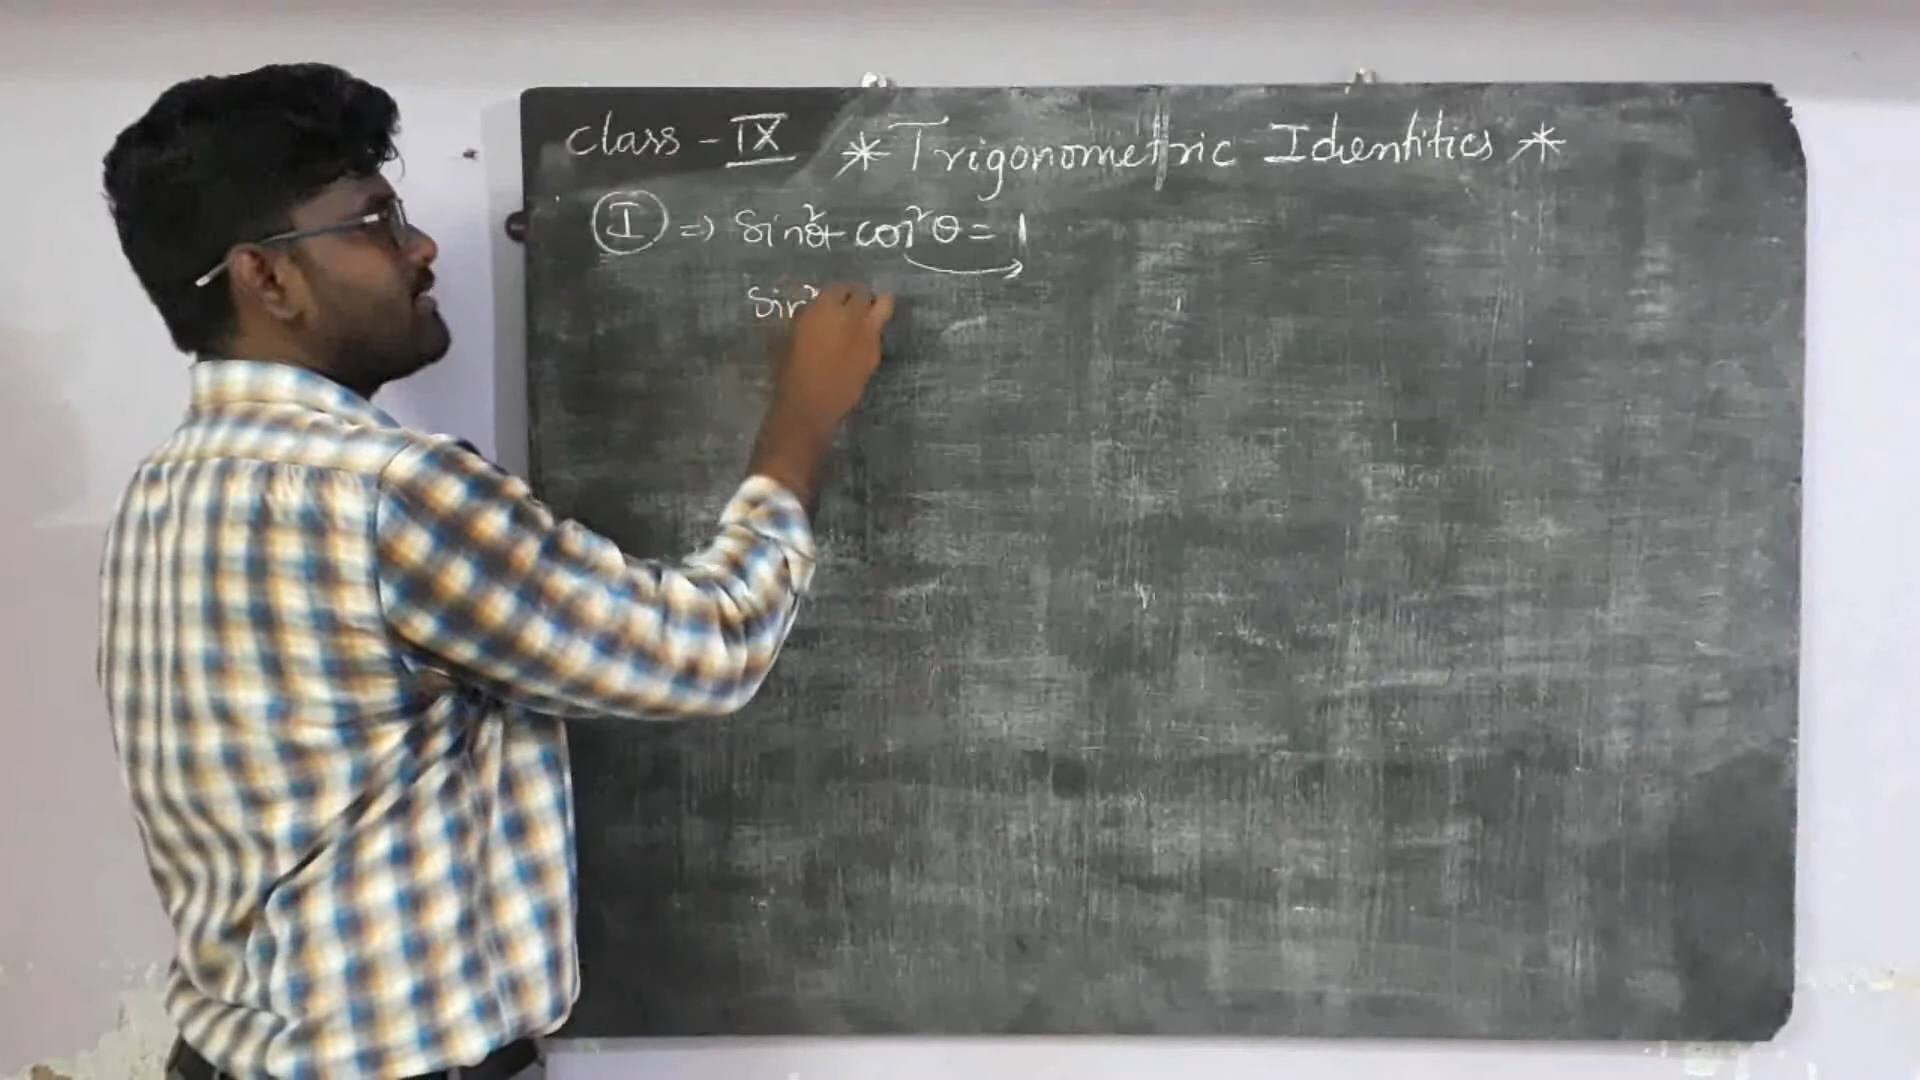 class - IX * Trigonometric Identities *
I => Sin²θ + cos²θ = 1
Sin²